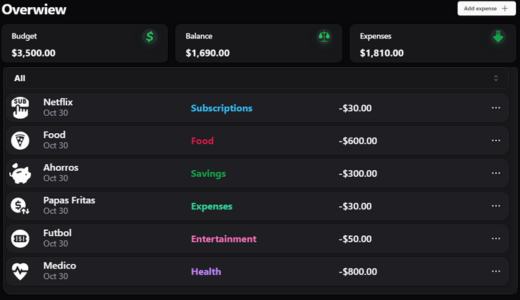 Overwiew
Add expense +
Budget
$
$3,500.00
Balance
$1,690.00
Expenses
$1,810.00
All
SUB
Netflix
Oct 30
Subscriptions
-$30.00
Food
Oct 30
Food
-$600.00
Ahorros
Oct 30
Savings
-$300.00
$
Papas Fritas
Oct 30
Expenses
-$30.00
Futbol
Oct 30
Entertainment
-$50.00
Medico
Oct 30
Health
-$800.00